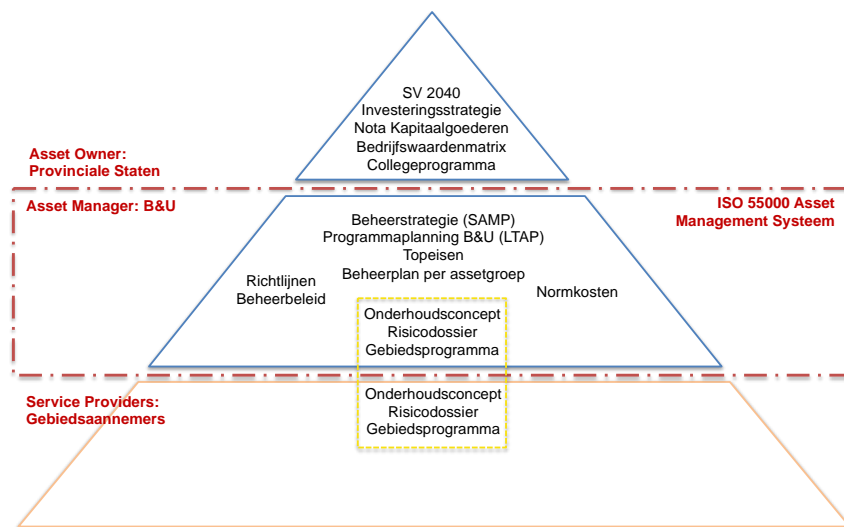 SV 2040
Investeringsstrategie
Nota Kapitaalgoederen
Bedrijfswaardenmatrix
Collegeprogramma
Asset Owner:
Provinciale Staten
Asset Manager: B&U
ISO 55000 Asset
Management Systeem
Beheerstrategie (SAMP)
Programmaplanning B&U (LTAP)
Topeisen
Beheerplan per assetgroep
Richtlijnen
Beheerbeleid
Normkosten
Onderhoudsconcept
Risicodossier
Gebiedsprogramma
Service Providers:
Gebiedsaannemers
Onderhoudsconcept
Risicodossier
Gebiedsprogramma